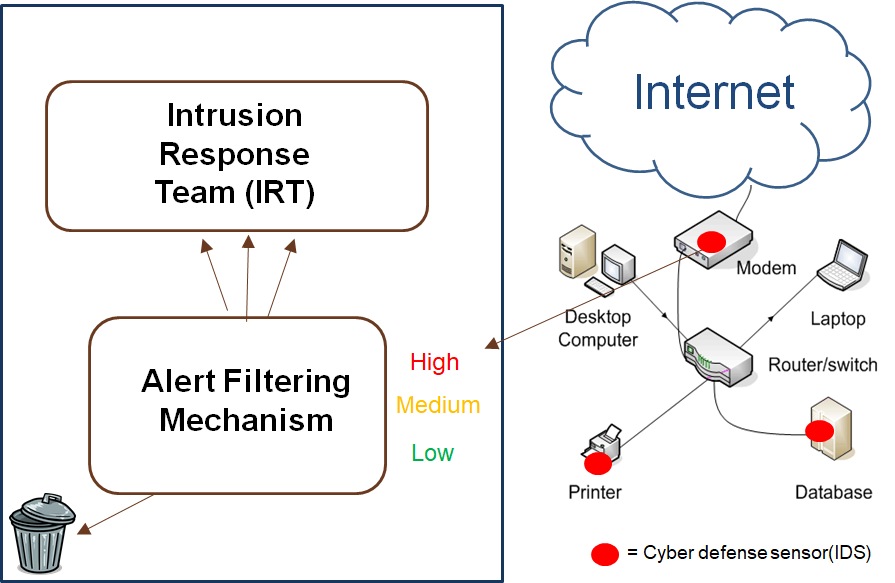 Intrusion
Response
Team (IRT)
Alert Filtering
Mechanism
High
Medium
Low
Internet
Modem
Desktop
Computer
Laptop
Router/switch
Printer
Database
= Cyber defense sensor(IDS)